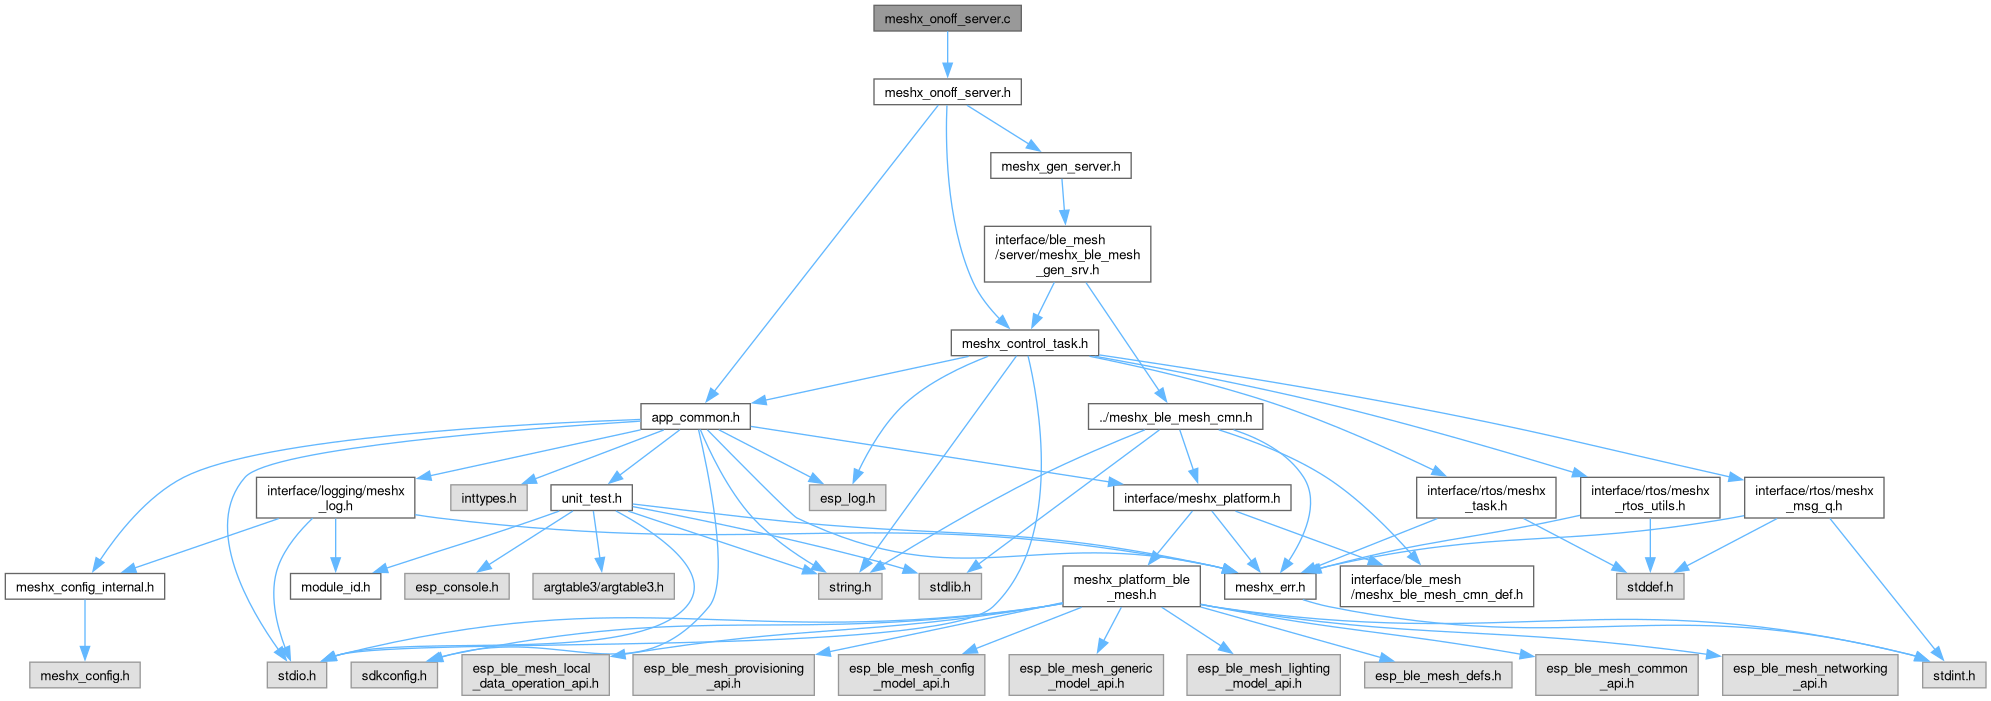 meshx_onoff_server.c
meshx_onoff_server.h
meshx_gen_server.h
interface/ble_mesh
/server/meshx_ble_mesh
_gen_srv.h
meshx_control_task.h
app_common.h
../meshx_ble_mesh_cmn.h
interface/logging/meshx
_log.h
inttypes.h
unit_test.h
esp_log.h
interface/meshx_platform.h
interface/rtos/meshx
_task.h
interface/rtos/meshx
_rtos_utils.h
interface/rtos/meshx
_msg_q.h
meshx_config_internal.h
module_id.h
esp_console.h
argtable3/argtable3.h
string.h
stdlib.h
meshx_platform_ble
_mesh.h
meshx_err.h
interface/ble_mesh
/meshx_ble_mesh_cmn_def.h
stddef.h
meshx_config.h
stdio.h
sdkconfig.h
esp_ble_mesh_local
_data_operation_api.h
esp_ble_mesh_provisioning
_api.h
esp_ble_mesh_config
_model_api.h
esp_ble_mesh_generic
_model_api.h
esp_ble_mesh_lighting
_model_api.h
esp_ble_mesh_defs.h
esp_ble_mesh_common
_api.h
esp_ble_mesh_networking
_api.h
stdint.h